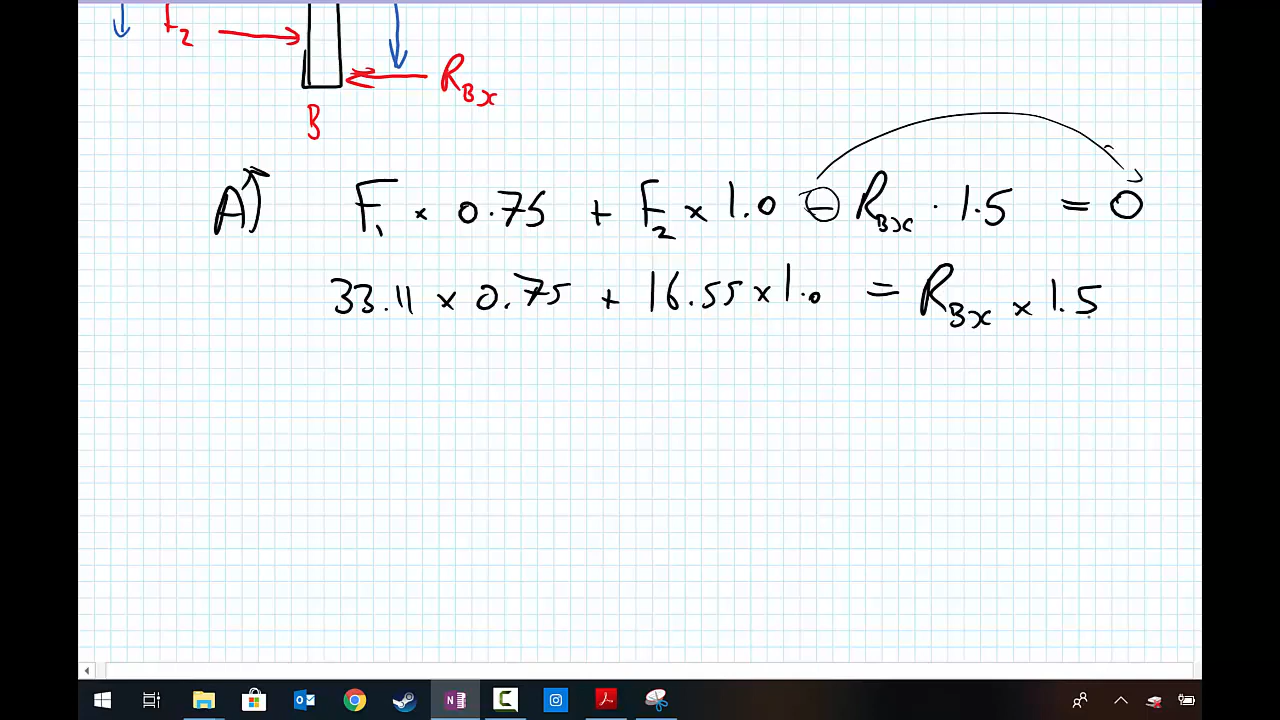 F2
RBx
B
A) F1 x 0.75 + F2 x 1.0 - RBx · 1.5 = 0
33.11 x 0.75 + 16.55 x 1.0 = RBx x 1.5